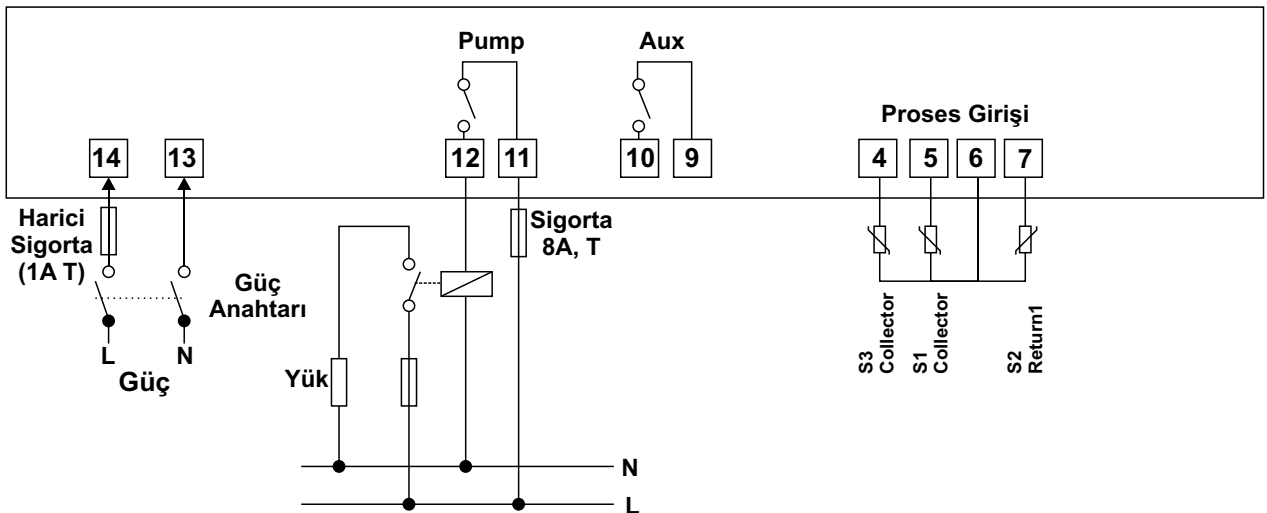 Pump
Aux
Proses Girişi
14
13
12
11
10
9
4
5
6
7
Harici
Sigorta
(1A T)
Güç
Anahtarı
Sigorta
8A, T
L
N
Güç
Yük
S3
Collector
S1
Collector
S2
Return1
N
L